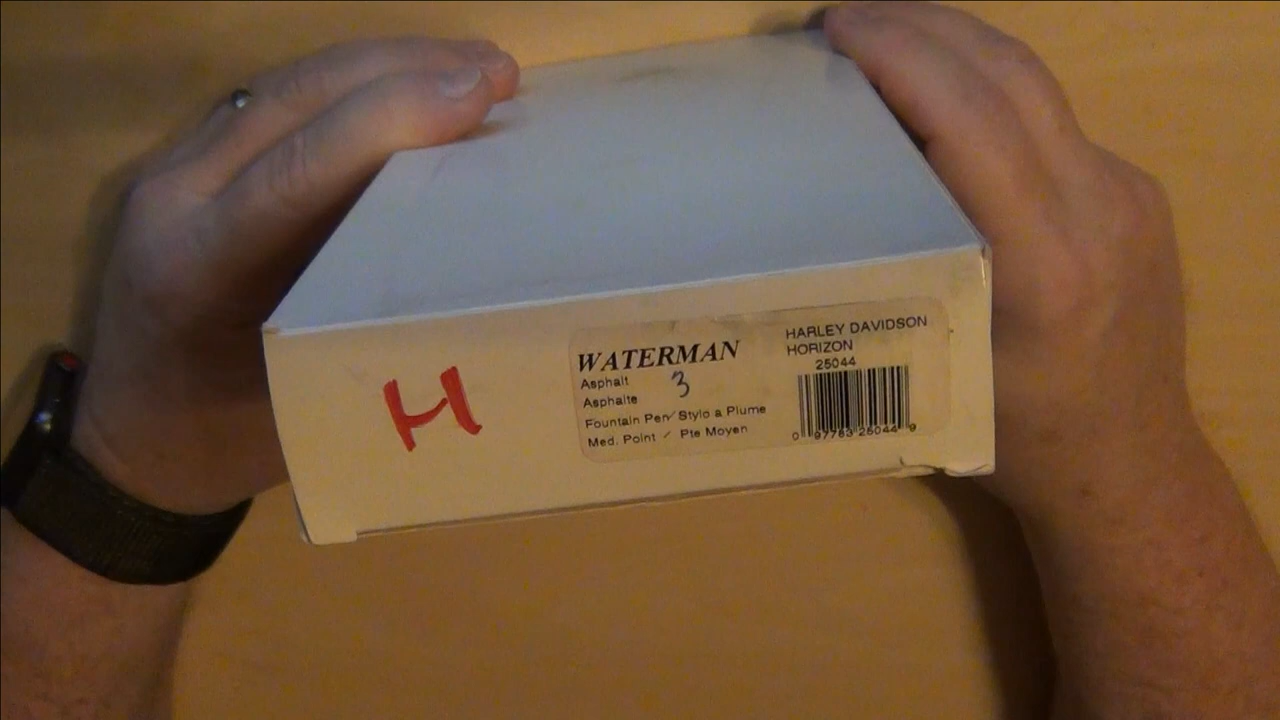 H
WATERMAN
Asphalt 3
Asphalte
Fountain Pen/ Stylo a Plume
Med. Point / Pte Moyen
HARLEY DAVIDSON
HORIZON
25044
0 97763 25044 9